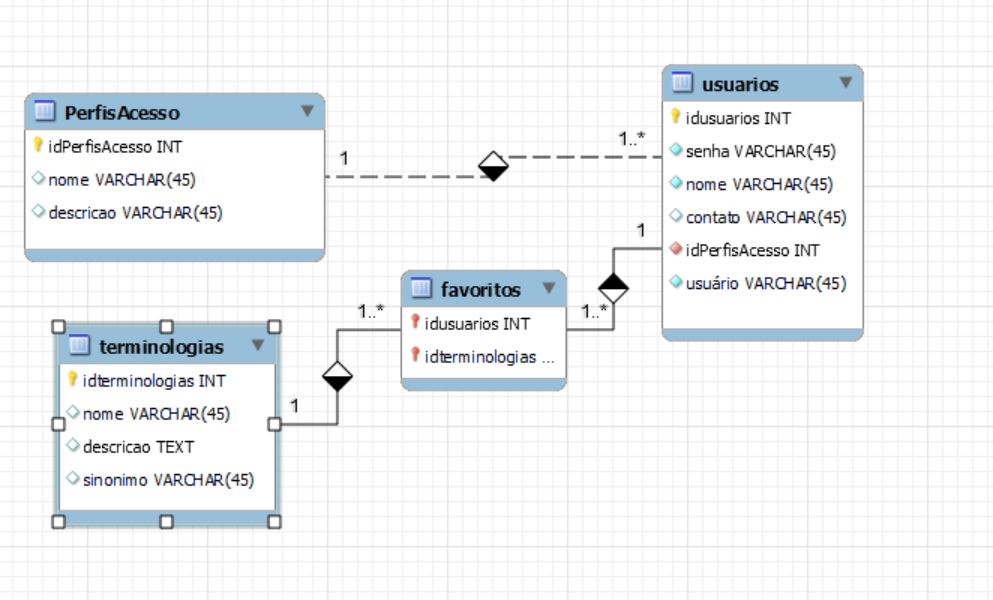 PerfisAcesso
idPerfisAcesso INT
nome VARCHAR(45)
descricao VARCHAR(45)
1
1..*
usuarios
idusuarios INT
senha VARCHAR(45)
nome VARCHAR(45)
contato VARCHAR(45)
idPerfisAcesso INT
usuário VARCHAR(45)
1
1..*
favoritos
idusuarios INT
idterminologias ...
1..*
1
terminologias
idterminologias INT
nome VARCHAR(45)
descricao TEXT
sinonimo VARCHAR(45)